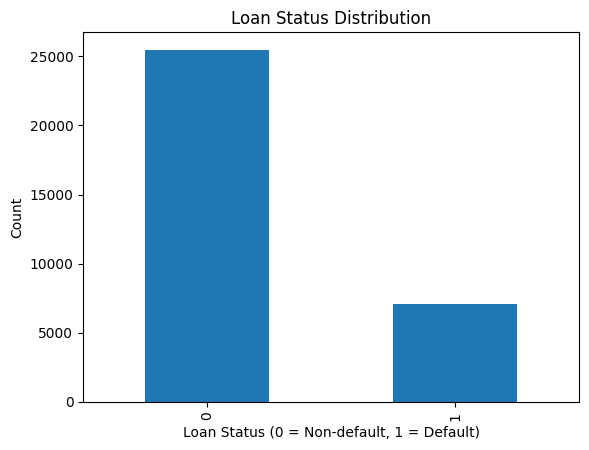 Loan Status Distribution
25000
20000
15000
10000
5000
0
Count
0
1
Loan Status (0 = Non-default, 1 = Default)